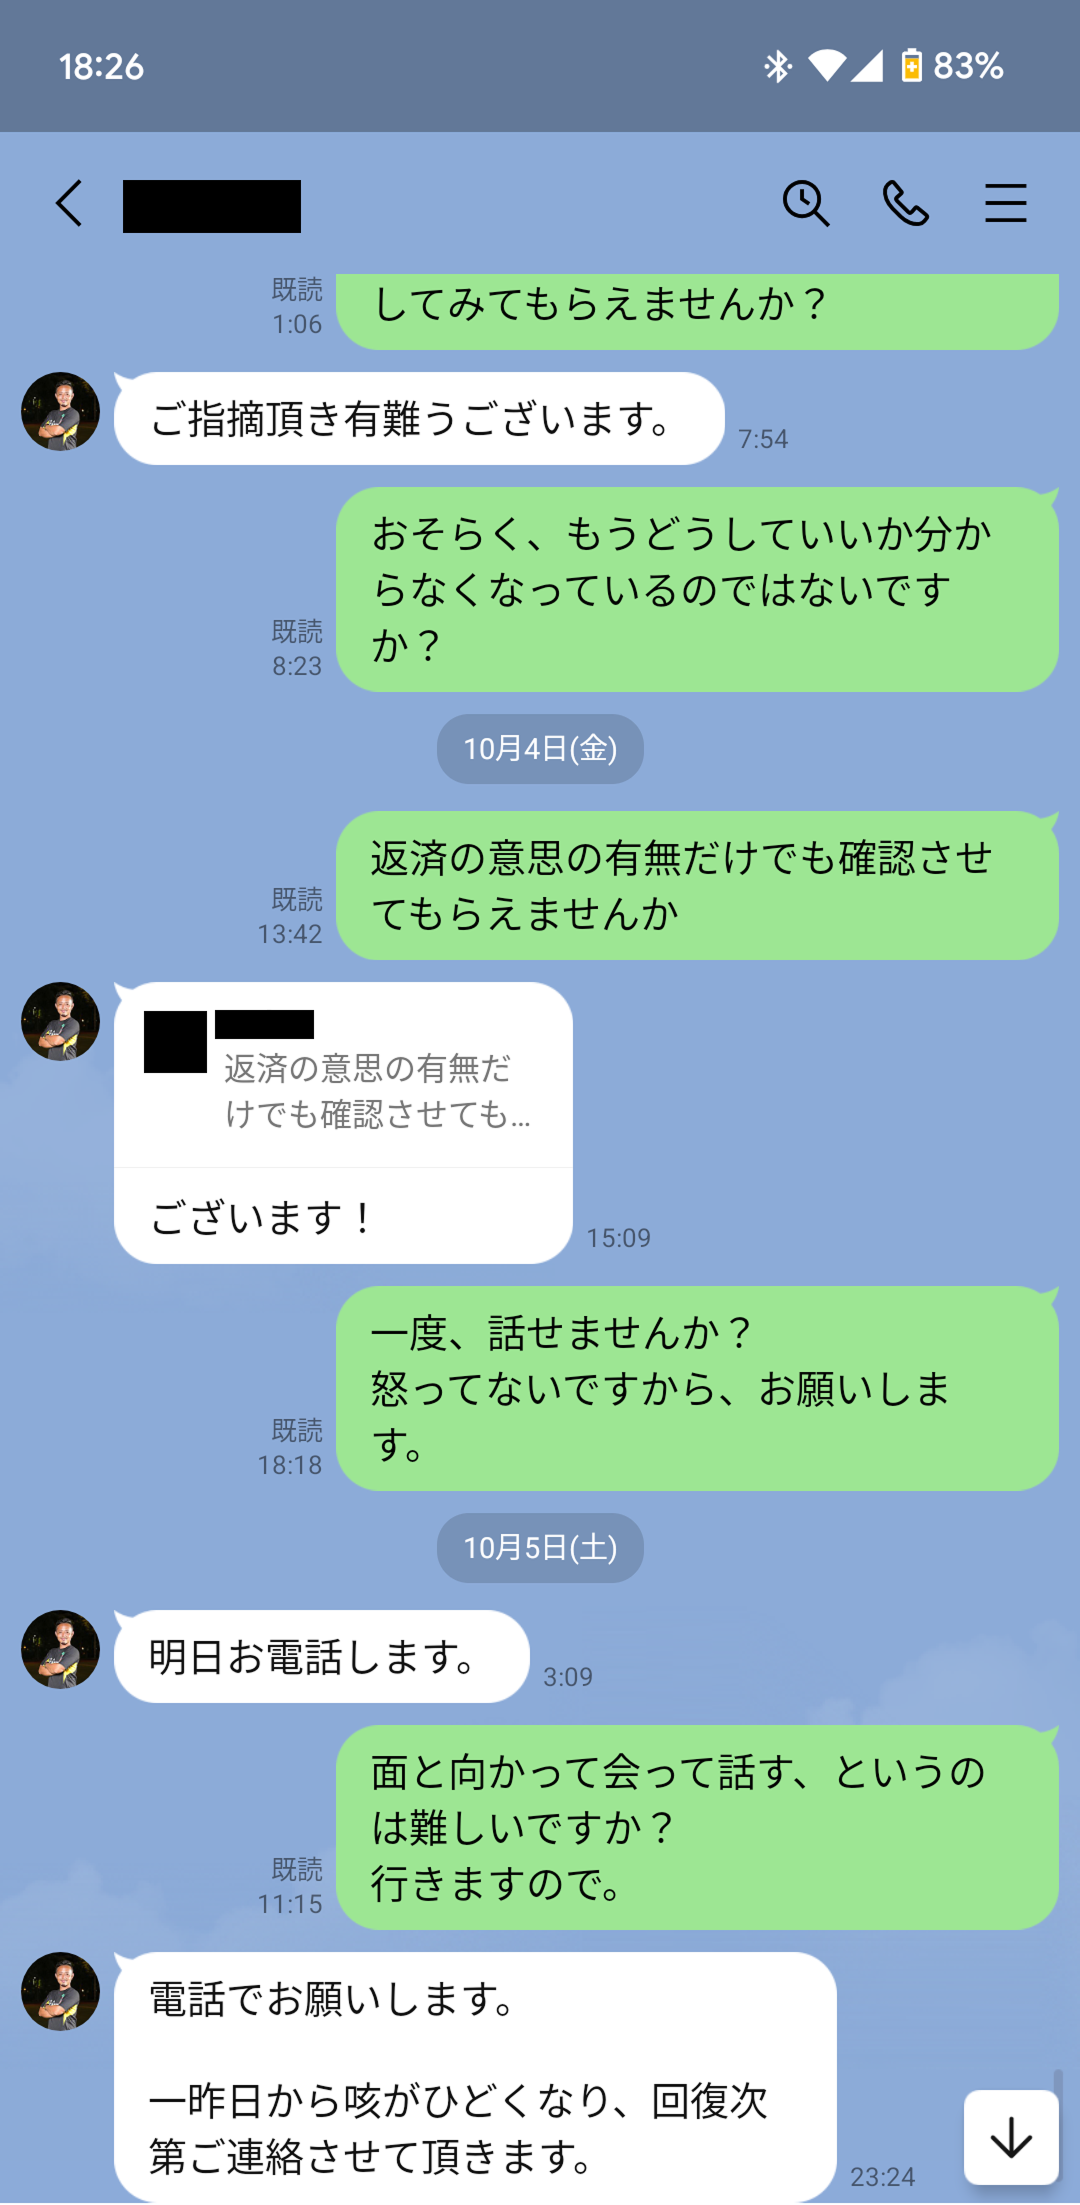 18:26
83%
してみてもらえませんか？
既読
1:06
ご指摘頂き有難うございます。
7:54
おそらく、もうどうしていいか分か
らなくなっているのではないです
か？
既読
8:23
10月4日(金)
返済の意思の有無だけでも確認させ
てもらえませんか
既読
13:42
返済の意思の有無だ
けでも確認させても...
ございます！
15:09
一度、話せませんか？
怒ってないですから、お願いしま
す。
既読
18:18
10月5日(土)
明日お電話します。
3:09
面と向かって会って話す、というの
は難しいですか？
行きますので。
既読
11:15
電話でお願いします。
一昨日から咳がひどくなり、回復次
第ご連絡させて頂きます。
23:24